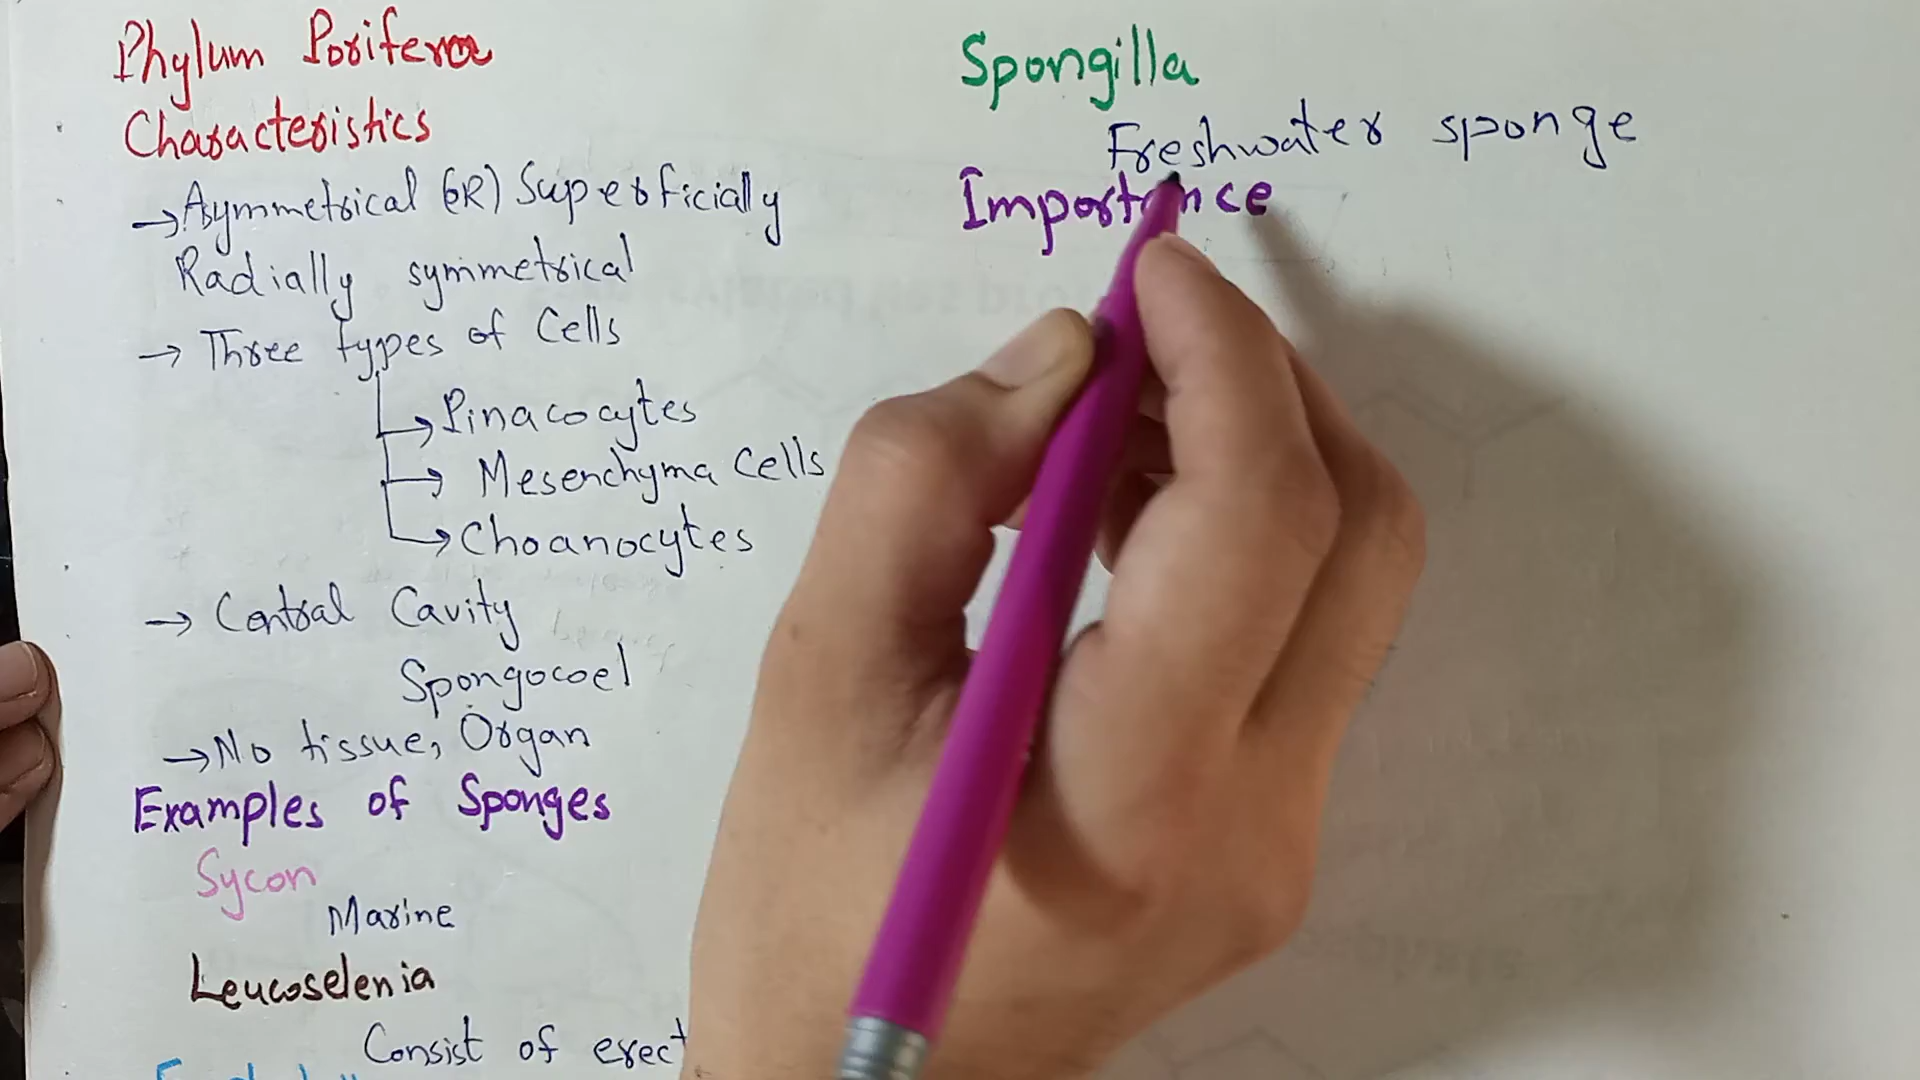 Phylum Porifera
Characteristics
→ Asymmetrical (OR) Superficially
Radially symmetrical
→ Three types of Cells
→ Pinacocytes
→ Mesenchyma Cells
→ Choanocytes
→ Central Cavity
Spongocoel
→ No tissue, Organ
Examples of Sponges
Sycon
Marine
Leucoselenia
Consist of erect
Spongilla
Freshwater sponge
Importance